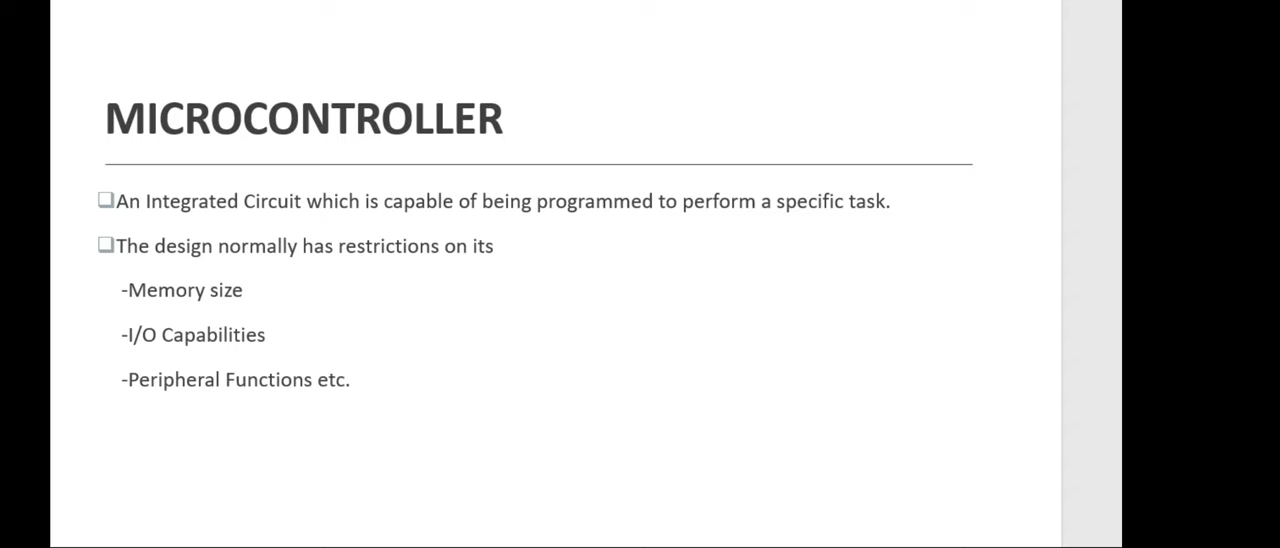 MICROCONTROLLER
❑An Integrated Circuit which is capable of being programmed to perform a specific task.
❑The design normally has restrictions on its
-Memory size
-I/O Capabilities
-Peripheral Functions etc.